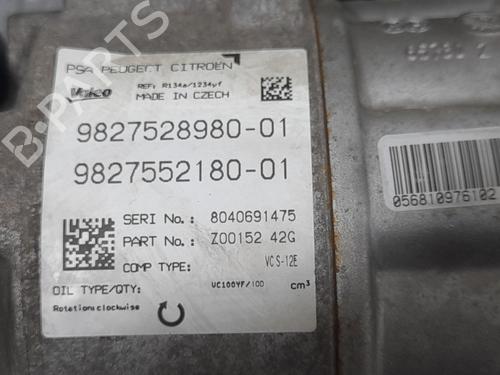 PSA PEUGEOT CITROËN
Valeo
REF: R134a/1234yf
MADE IN CZECH
9827528980-01
9827552180-01
SERI No.: 8040691475
PART No.: Z00152 42G
COMP TYPE: VCS-12E
OIL TYPE/QTY: VC100YF/100 cm³
Rotation:clockwise
056810976102
B-PARTS